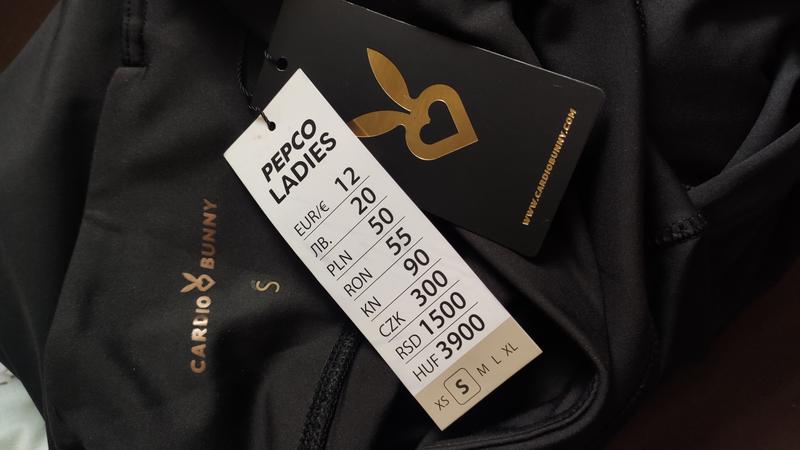 PEPCO
LADIES
EUR/€ 12
ЛВ. 20
PLN 50
RON 55
KN 90
CZK 300
RSD 1500
HUF 3900
XS S M L XL
WWW.CARDIOBUNNY.COM
CARDIO BUNNY
S